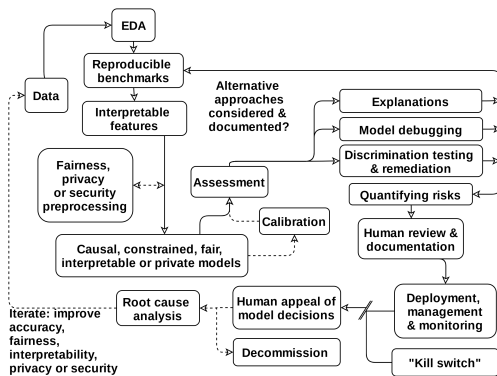 EDA
Reproducible
benchmarks
Data
Interpretable
features
Alternative
approaches
considered &
documented?
Explanations
Model debugging
Discrimination testing
& remediation
Fairness,
privacy
or security
preprocessing
Assessment
Quantifying risks
Calibration
Human review &
documentation
Causal, constrained, fair,
interpretable or private models
Deployment,
management
& monitoring
Root cause
analysis
Human appeal of
model decisions
Iterate: improve
accuracy,
fairness,
interpretability,
privacy or security
Decommission
"Kill switch"